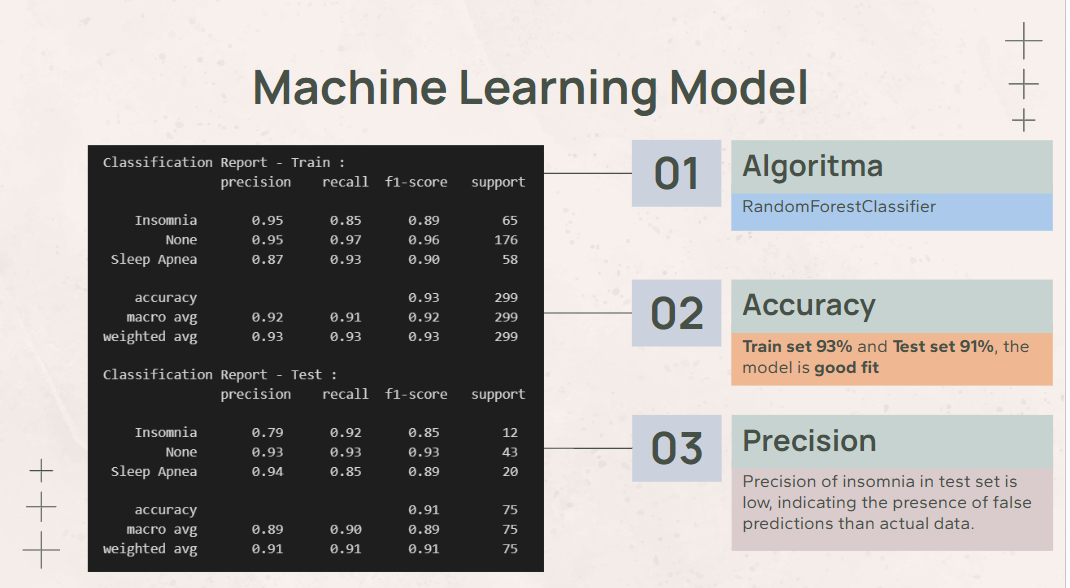 Machine Learning Model
Classification Report - Train :
precision recall f1-score support
Insomnia 0.95 0.85 0.89 65
None 0.95 0.97 0.96 176
Sleep Apnea 0.87 0.93 0.90 58
accuracy 0.93 299
macro avg 0.92 0.91 0.92 299
weighted avg 0.93 0.93 0.93 299
Classification Report - Test :
precision recall f1-score support
Insomnia 0.79 0.92 0.85 12
None 0.93 0.93 0.93 43
Sleep Apnea 0.94 0.85 0.89 20
accuracy 0.91 75
macro avg 0.89 0.90 0.89 75
weighted avg 0.91 0.91 0.91 75
01
Algoritma
RandomForestClassifier
02
Accuracy
Train set 93% and Test set 91%, the
model is good fit
03
Precision
Precision of insomnia in test set is
low, indicating the presence of false
predictions than actual data.